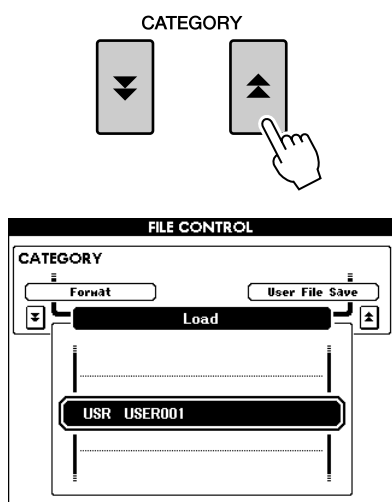 CATEGORY
FILE CONTROL
CATEGORY
Format
User File Save
Load
USR USER001